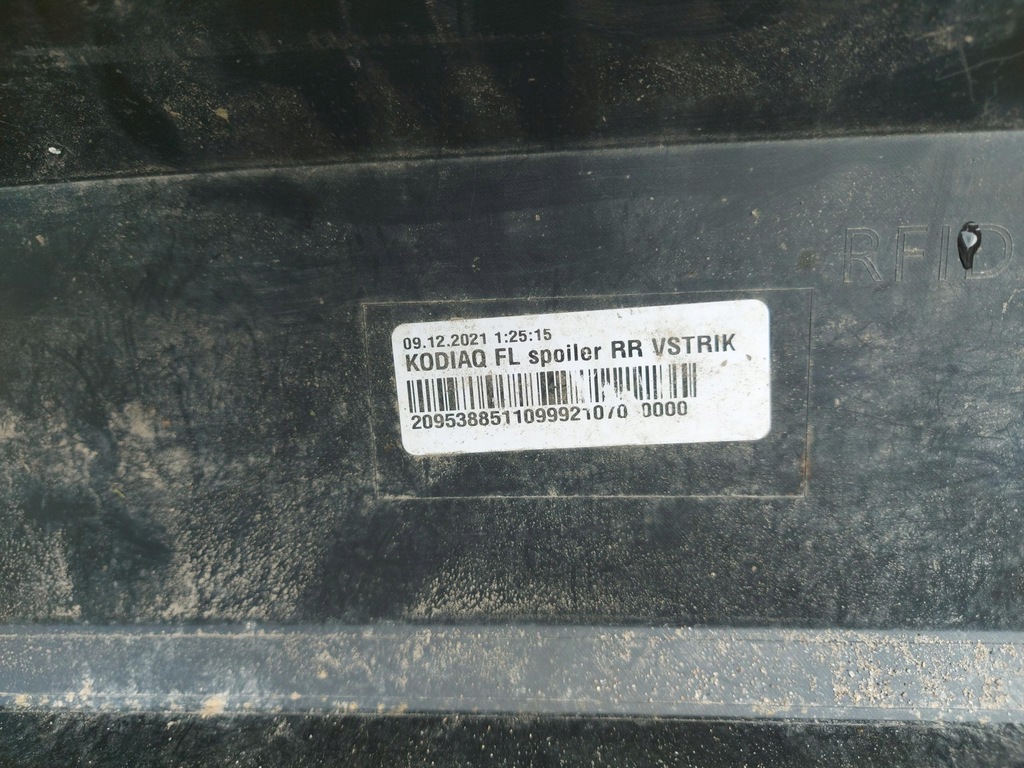 RFID
09.12.2021 1:25:15
KODIAQ FL spoiler RR VSTRIK